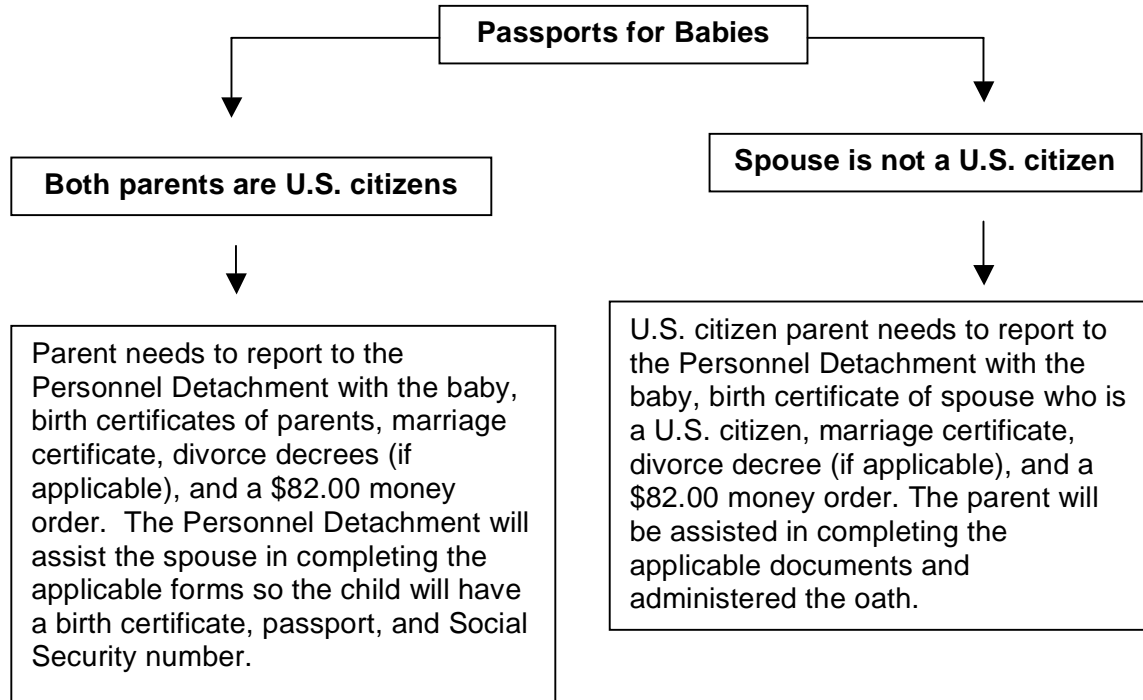 Passports for Babies
Both parents are U.S. citizens
Spouse is not a U.S. citizen
Parent needs to report to the
Personnel Detachment with the baby,
birth certificates of parents, marriage
certificate, divorce decrees (if
applicable), and a $82.00 money
order.  The Personnel Detachment will
assist the spouse in completing the
applicable forms so the child will have
a birth certificate, passport, and Social
Security number.
U.S. citizen parent needs to report to
the Personnel Detachment with the
baby, birth certificate of spouse who is
a U.S. citizen, marriage certificate,
divorce decree (if applicable), and a
$82.00 money order. The parent will
be assisted in completing the
applicable documents and
administered the oath.